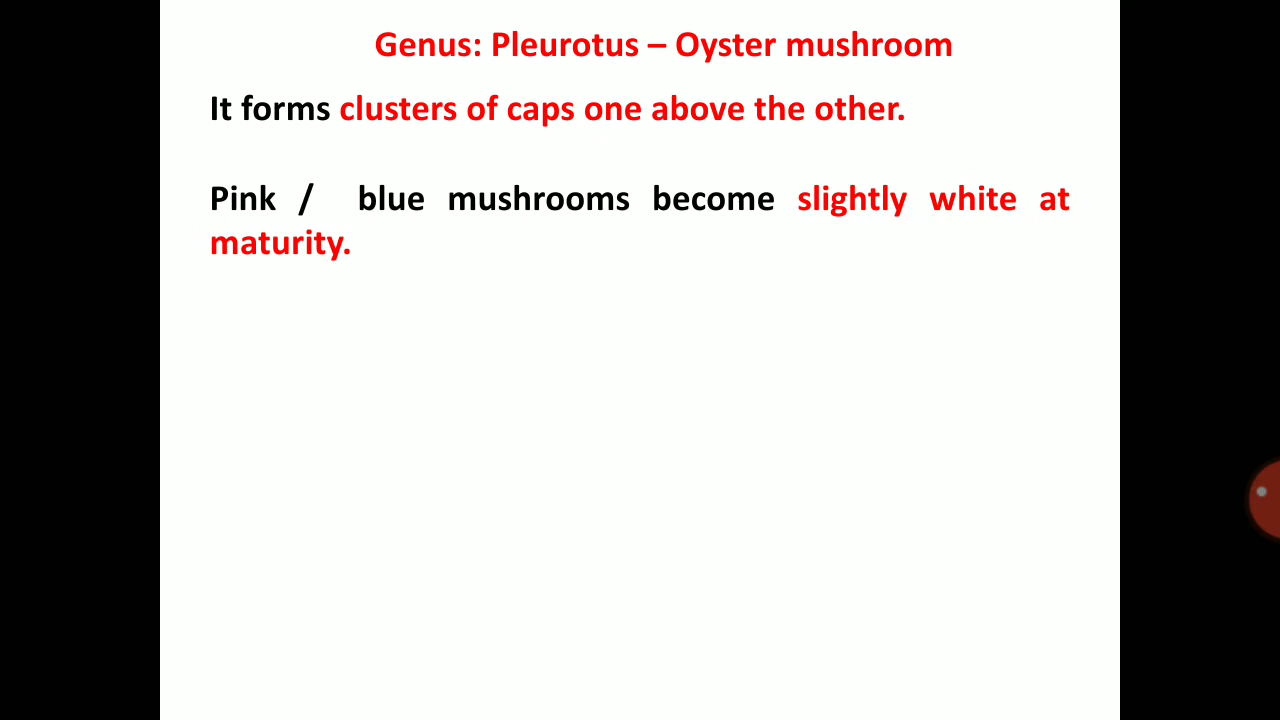 Genus: Pleurotus – Oyster mushroom
It forms clusters of caps one above the other.
Pink / blue mushrooms become slightly white at
maturity.